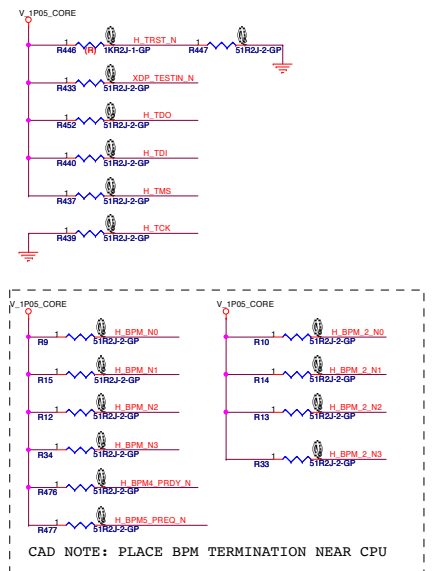 V_1P05_CORE
1 H_TRST_N 1
R446 (R) 1KR2J-1-GP R447 51R2J-2-GP
1 XDP_TESTIN_N
R433 51R2J-2-GP
1 H_TDO
R452 51R2J-2-GP
1 H_TDI
R440 51R2J-2-GP
1 H_TMS
R437 51R2J-2-GP
1 H_TCK
R439 51R2J-2-GP
V_1P05_CORE V_1P05_CORE
1 H_BPM_N0 1 H_BPM_2_N0
R9 51R2J-2-GP R10 51R2J-2-GP
1 H_BPM_N1 1 H_BPM_2_N1
R15 51R2J-2-GP R14 51R2J-2-GP
1 H_BPM_N2 1 H_BPM_2_N2
R12 51R2J-2-GP R13 51R2J-2-GP
1 H_BPM_N3 1 H_BPM_2_N3
R34 51R2J-2-GP R33 51R2J-2-GP
1 H_BPM4_PRDY_N
R476 51R2J-2-GP
1 H_BPM5_PREQ_N
R477 51R2J-2-GP
CAD NOTE: PLACE BPM TERMINATION NEAR CPU